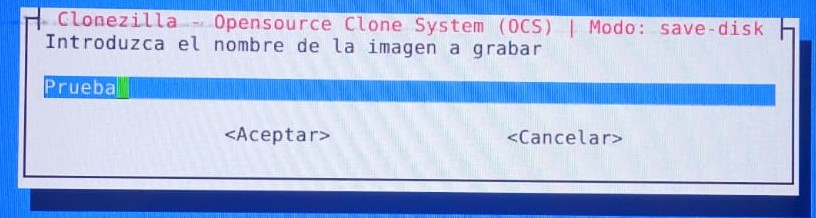 Clonezilla - Opensource Clone System (OCS) | Modo: save-disk
Introduzca el nombre de la imagen a grabar
Prueba
<Aceptar> <Cancelar>